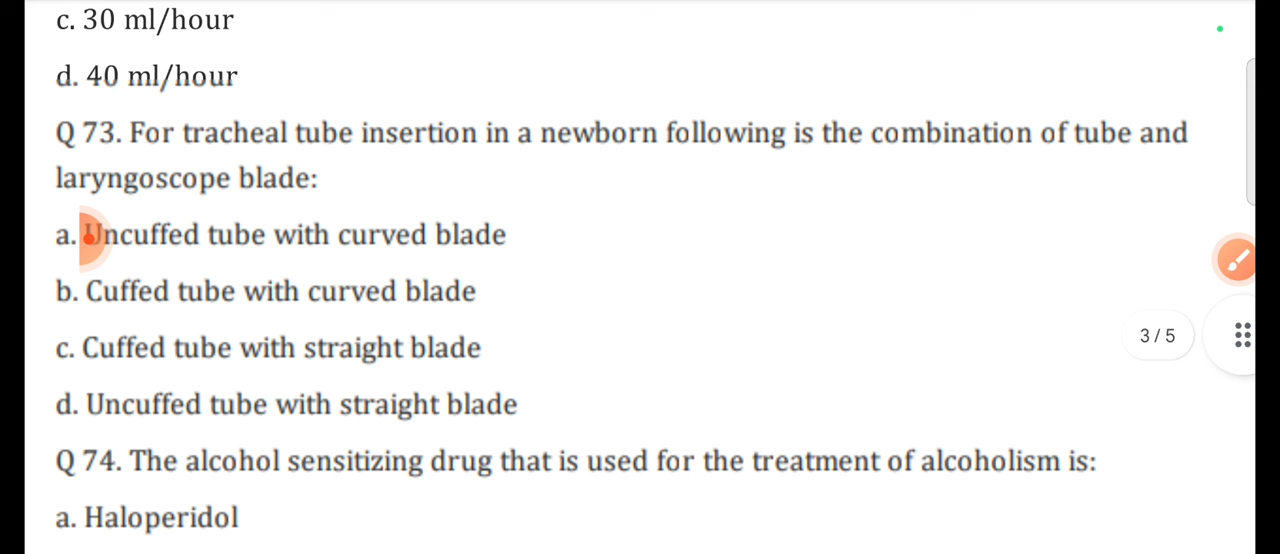 c. 30 ml/hour
d. 40 ml/hour
Q 73. For tracheal tube insertion in a newborn following is the combination of tube and
laryngoscope blade:
a. Uncuffed tube with curved blade
b. Cuffed tube with curved blade
c. Cuffed tube with straight blade
3 / 5
d. Uncuffed tube with straight blade
Q 74. The alcohol sensitizing drug that is used for the treatment of alcoholism is:
a. Haloperidol